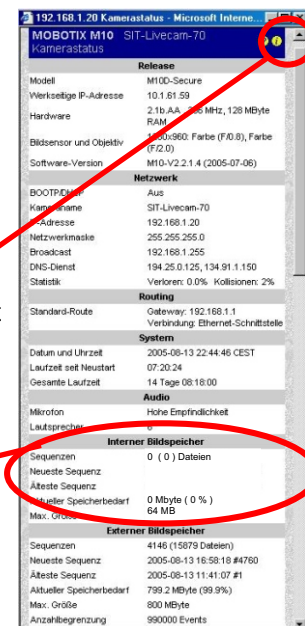 192.168.1.20 Kamerastatus - Microsoft Interne...
MOBOTIX M10 SIT-Livecam-70
Kamerastatus
Release
Modell M10D-Secure
Werkseitige IP-Adresse 10.1.61.59
Hardware 2.1b.AA, MHz, 128 MByte
RAM
Bildsensor und Objektiv Farbe (F/0.8), Farbe
(F/2.0)
Software-Version M10-V2.2.1.4 (2005-07-06)
Netzwerk
Aus
SIT-Livecam-70
IP-Adresse 192.168.1.20
Netzwerkmaske 255.255.255.0
Broadcast 192.168.1.255
DNS-Dienst 194.25.0.125, 134.91.1.150
Statistik Verloren: 0.0% Kollisionen: 2%
Routing
Standard-Route Gateway: 192.168.1.1
Verbindung: Ethernet-Schnittstelle
System
Datum und Uhrzeit 2005-08-13 22:44:46 CEST
Laufzeit seit Neustart 07:20:24
Gesamte Laufzeit 14 Tage 08:18:00
Audio
Mikrofon Hohe Empfindlichkeit
Lautsprecher
Interner Bildspeicher
Sequenzen 0 ( 0 ) Dateien
Neueste Sequenz
Älteste Sequenz
Aktueller Speicherbedarf 0 Mbyte ( 0 % )
Max. Größe 64 MB
Externer Bildspeicher
Sequenzen 4146 (15879 Dateien)
Neueste Sequenz 2005-08-13 16:58:18 #4760
Älteste Sequenz 2005-08-13 11:41:07 #1
Aktueller Speicherbedarf 799.2 MByte (99.9%)
Max. Größe 800 MByte
Anzahlbegrenzung 990000 Events